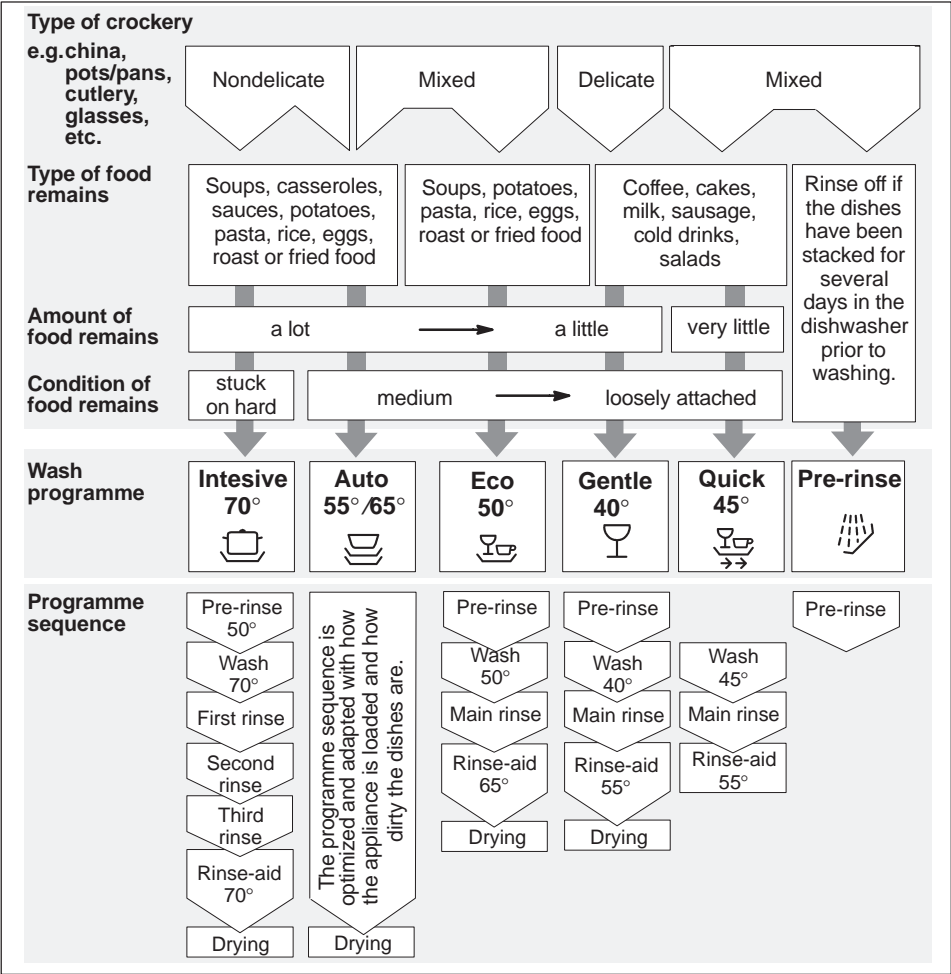 Type of crockery
e.g. china,
pots/pans,
cutlery,
glasses,
etc.
Nondelicate
Mixed
Delicate
Mixed
Type of food
remains
Soups, casseroles,
sauces, potatoes,
pasta, rice, eggs,
roast or fried food
Soups, potatoes,
pasta, rice, eggs,
roast or fried food
Coffee, cakes,
milk, sausage,
cold drinks,
salads
Rinse off if
the dishes
have been
stacked for
several
days in the
dishwasher
prior to
washing.
Amount of
food remains
a lot → a little
very little
Condition of
food remains
stuck
on hard
medium → loosely attached
Wash
programme
Intesive
70°
Auto
55°/65°
Eco
50°
Gentle
40°
Quick
45°
Pre-rinse
Programme
sequence
Pre-rinse
50°
Wash
70°
First rinse
Second
rinse
Third
rinse
Rinse-aid
70°
Drying
The programme sequence is
optimized and adapted with how
the appliance is loaded and how
dirty the dishes are.
Drying
Pre-rinse
Wash
50°
Main rinse
Rinse-aid
65°
Drying
Pre-rinse
Wash
40°
Main rinse
Rinse-aid
55°
Drying
Wash
45°
Main rinse
Rinse-aid
55°
Pre-rinse